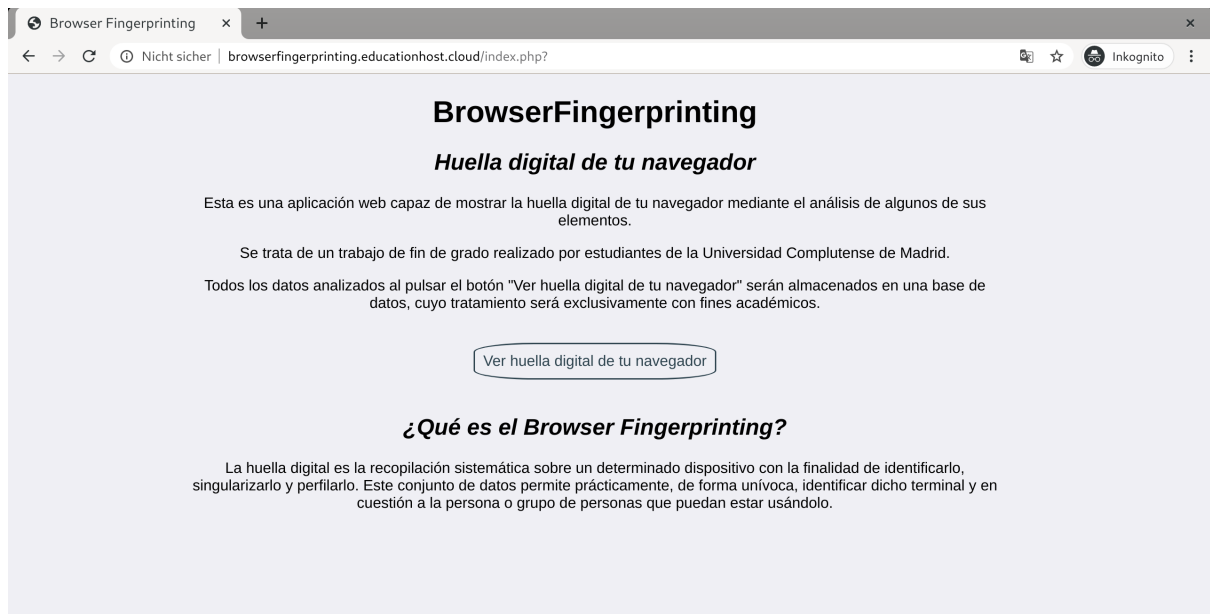 Browser Fingerprinting
Nicht sicher
browserfingerprinting.educationhost.cloud/index.php?
Inkognito
BrowserFingerprinting
Huella digital de tu navegador
Esta es una aplicación web capaz de mostrar la huella digital de tu navegador mediante el análisis de algunos de sus
elementos.
Se trata de un trabajo de fin de grado realizado por estudiantes de la Universidad Complutense de Madrid.
Todos los datos analizados al pulsar el botón "Ver huella digital de tu navegador" serán almacenados en una base de
datos, cuyo tratamiento será exclusivamente con fines académicos.
Ver huella digital de tu navegador
¿Qué es el Browser Fingerprinting?
La huella digital es la recopilación sistemática sobre un determinado dispositivo con la finalidad de identificarlo,
singularizarlo y perfilarlo. Este conjunto de datos permite prácticamente, de forma unívoca, identificar dicho terminal y en
cuestión a la persona o grupo de personas que puedan estar usándolo.